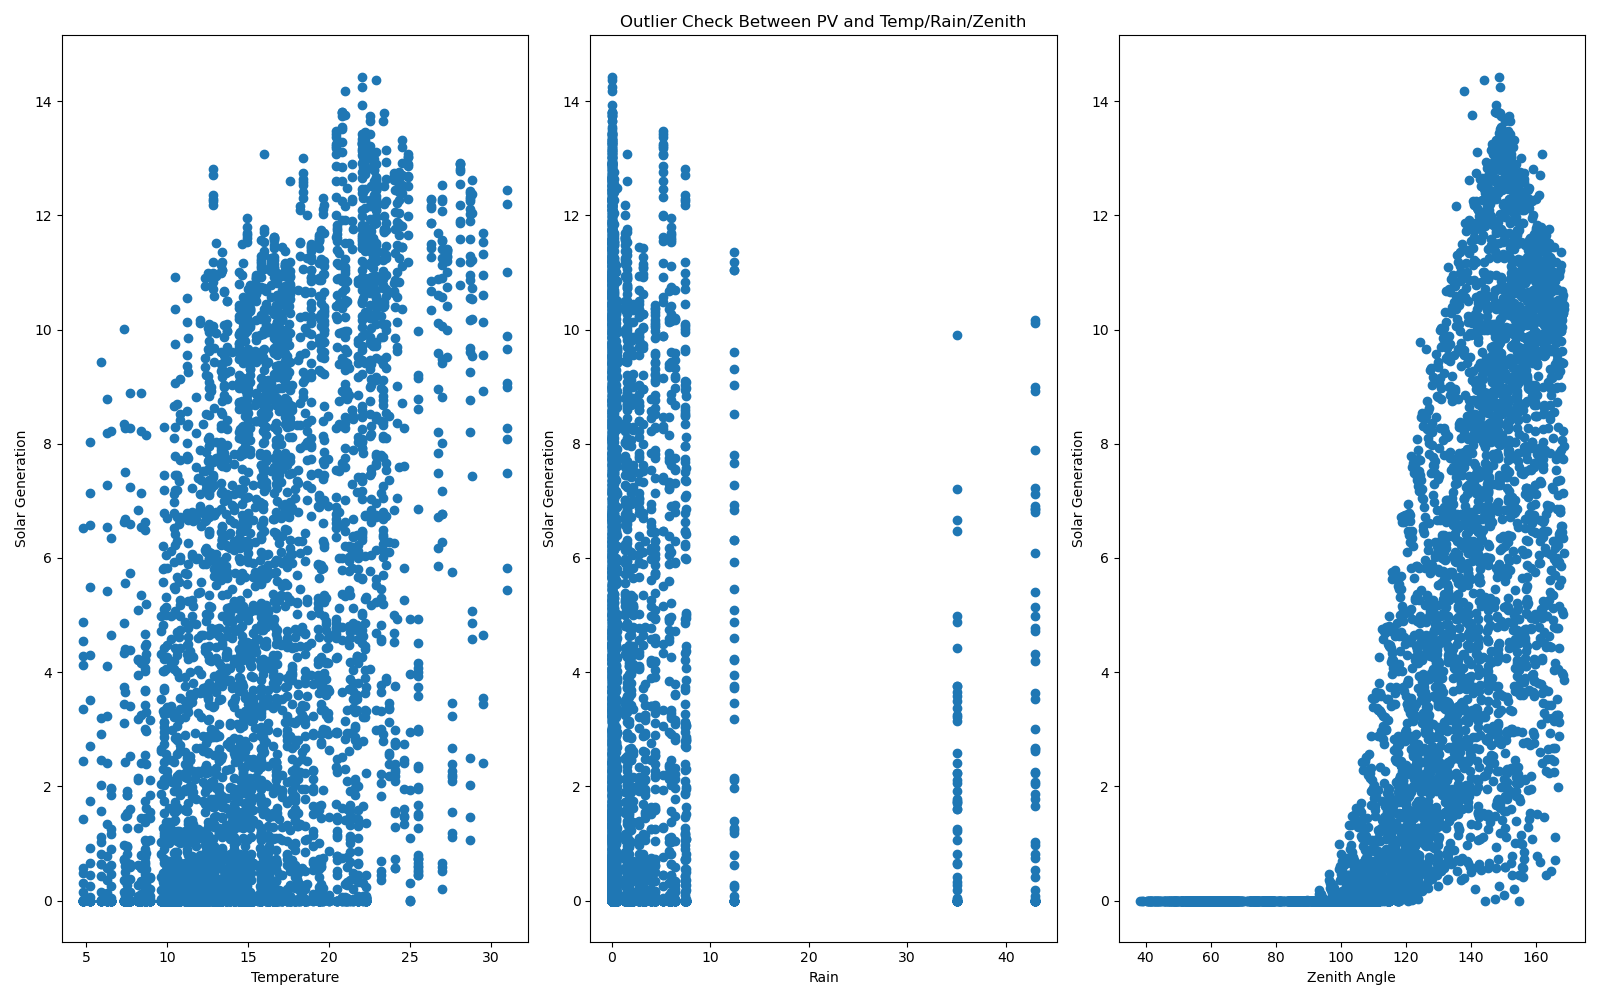 Outlier Check Between PV and Temp/Rain/Zenith
14
12
10
8
6
4
2
0
Solar Generation
5 10 15 20 25 30
Temperature
14
12
10
8
6
4
2
0
Solar Generation
0 10 20 30 40
Rain
14
12
10
8
6
4
2
0
Solar Generation
40 60 80 100 120 140 160
Zenith Angle